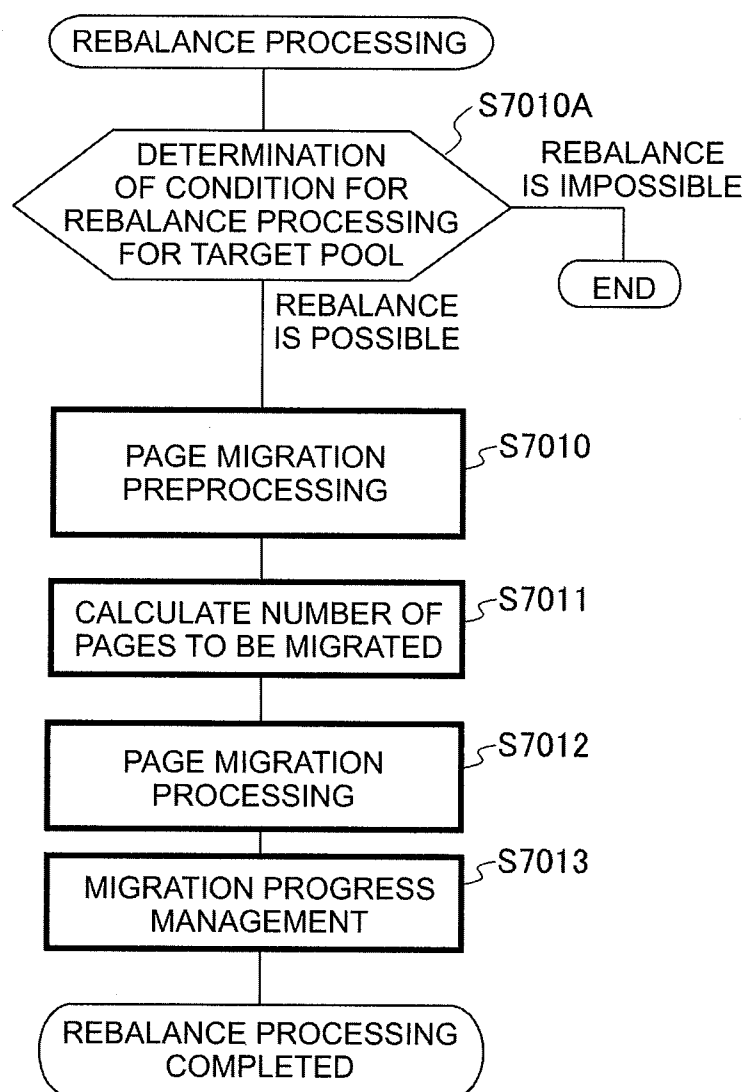 REBALANCE PROCESSING
S7010A
DETERMINATION
OF CONDITION FOR
REBALANCE PROCESSING
FOR TARGET POOL
REBALANCE
IS IMPOSSIBLE
END
REBALANCE
IS POSSIBLE
PAGE MIGRATION
PREPROCESSING
S7010
CALCULATE NUMBER OF
PAGES TO BE MIGRATED
S7011
PAGE MIGRATION
PROCESSING
S7012
MIGRATION PROGRESS
MANAGEMENT
S7013
REBALANCE PROCESSING
COMPLETED